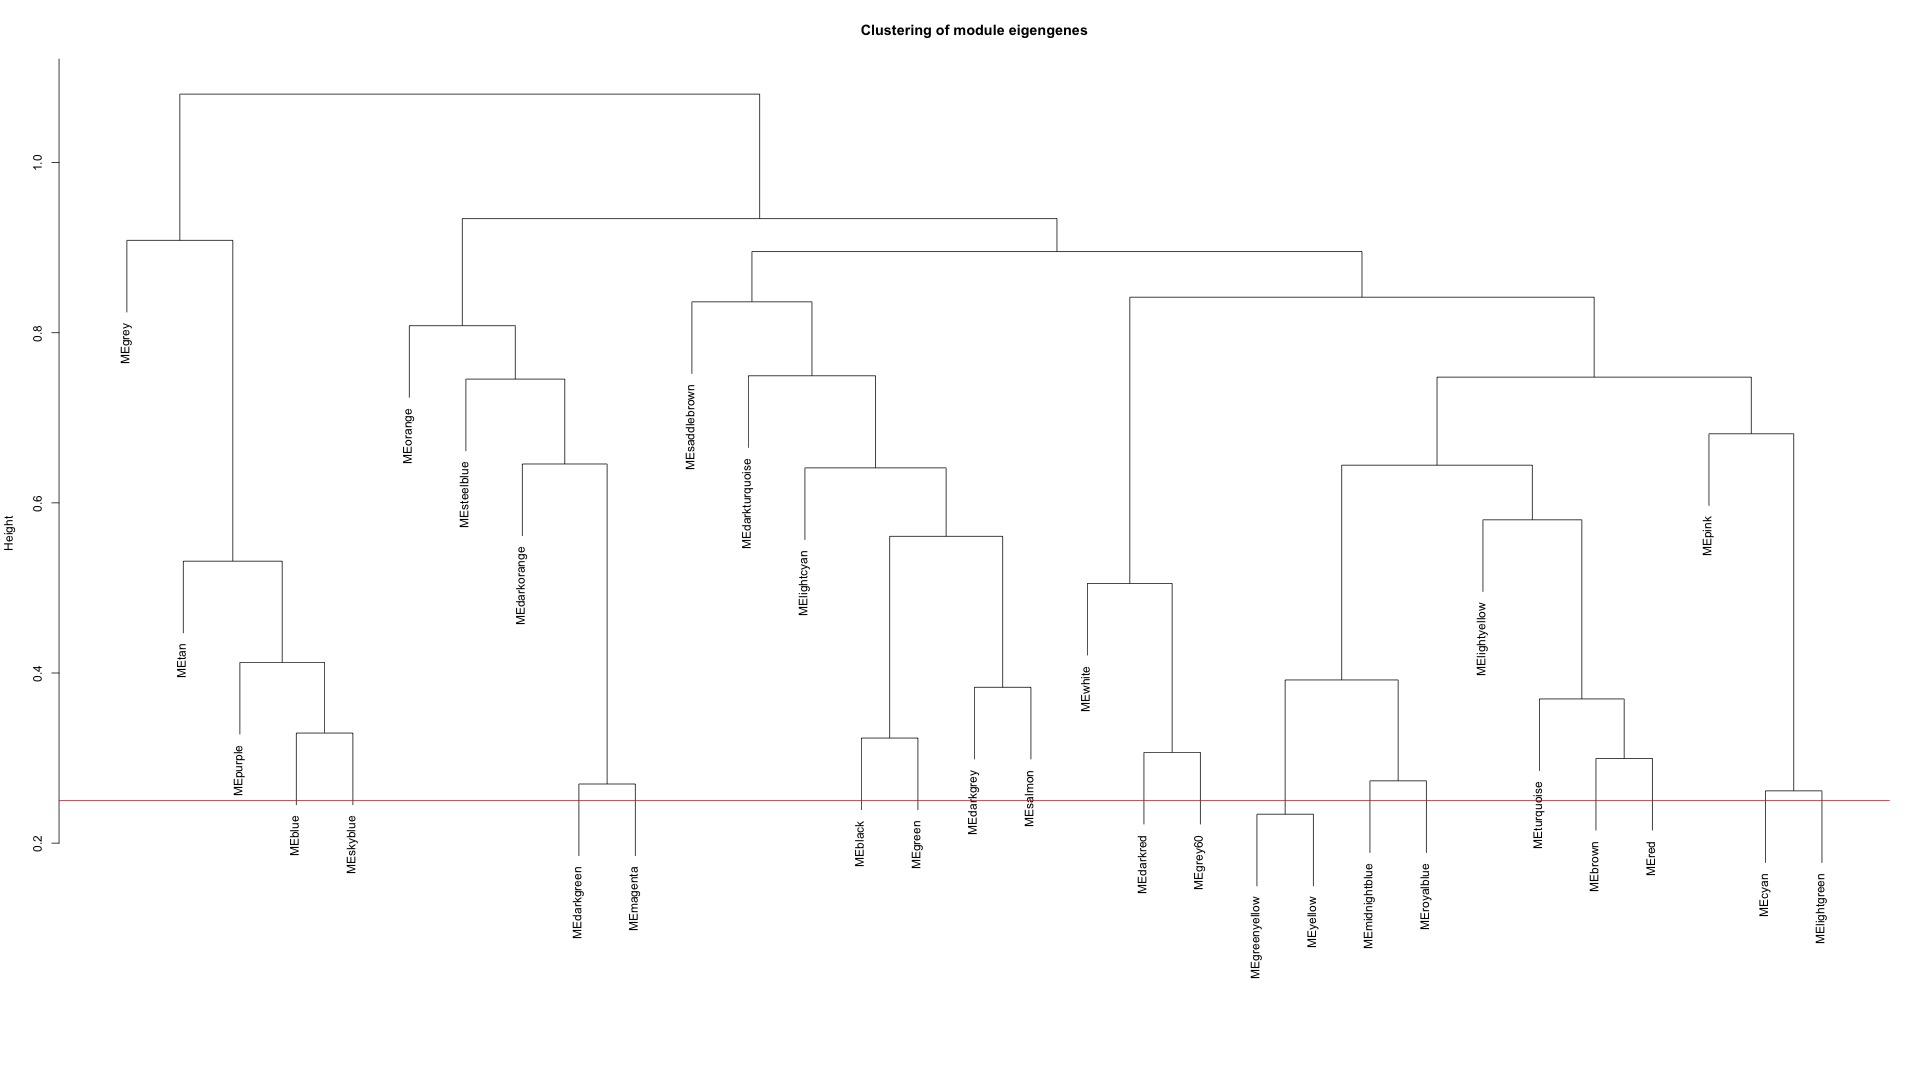 Clustering of module eigengenes
Height
1.0
0.8
0.6
0.4
0.2
MEgrey
MEtan
MEpurple
MEblue
MEskyblue
MEorange
MEsteelblue
MEdarkorange
MEdarkgreen
MEmagenta
MEsaddlebrown
MEdarkturquoise
MElightcyan
MEblack
MEgreen
MEdarkgrey
MEsalmon
MEwhite
MEdarkred
MEgrey60
MEgreenyellow
MEyellow
MEmidnightblue
MEroyalblue
MElightyellow
MEturquoise
MEbrown
MEred
MEpink
MEcyan
MElightgreen